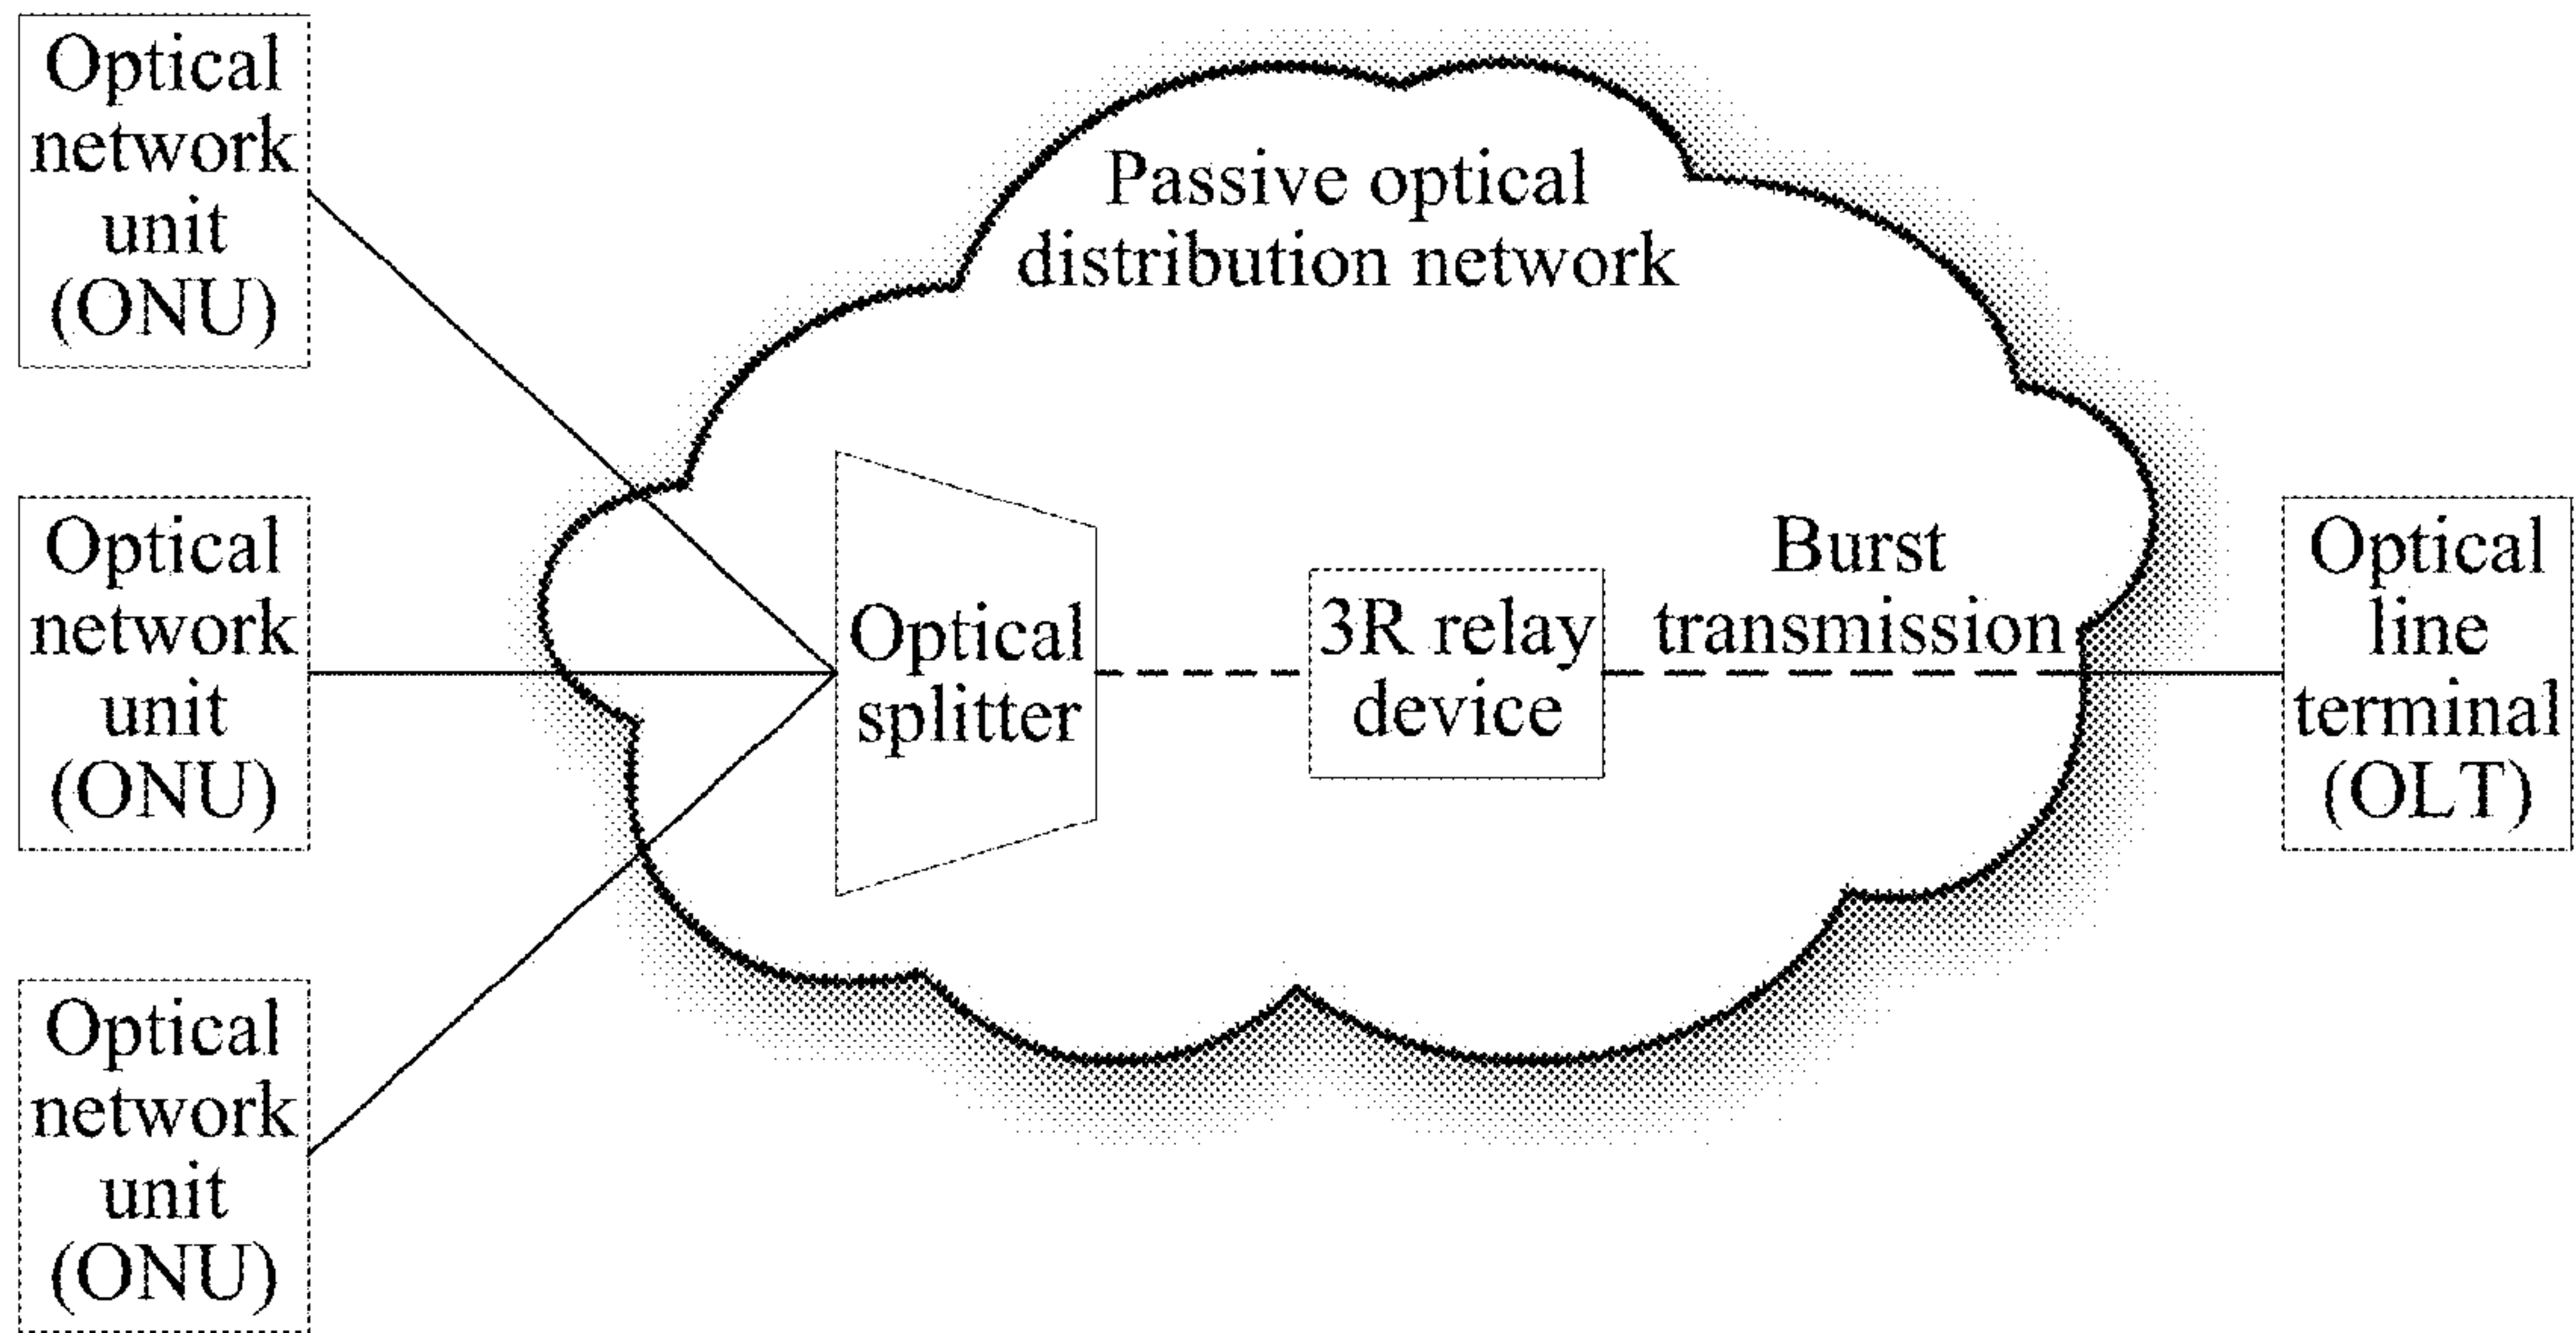 Optical
network
unit
(ONU)
Optical
network
unit
(ONU)
Optical
network
unit
(ONU)
Passive optical
distribution network
Optical
splitter
3R relay
device
Burst
transmission
Optical
line
terminal
(OLT)